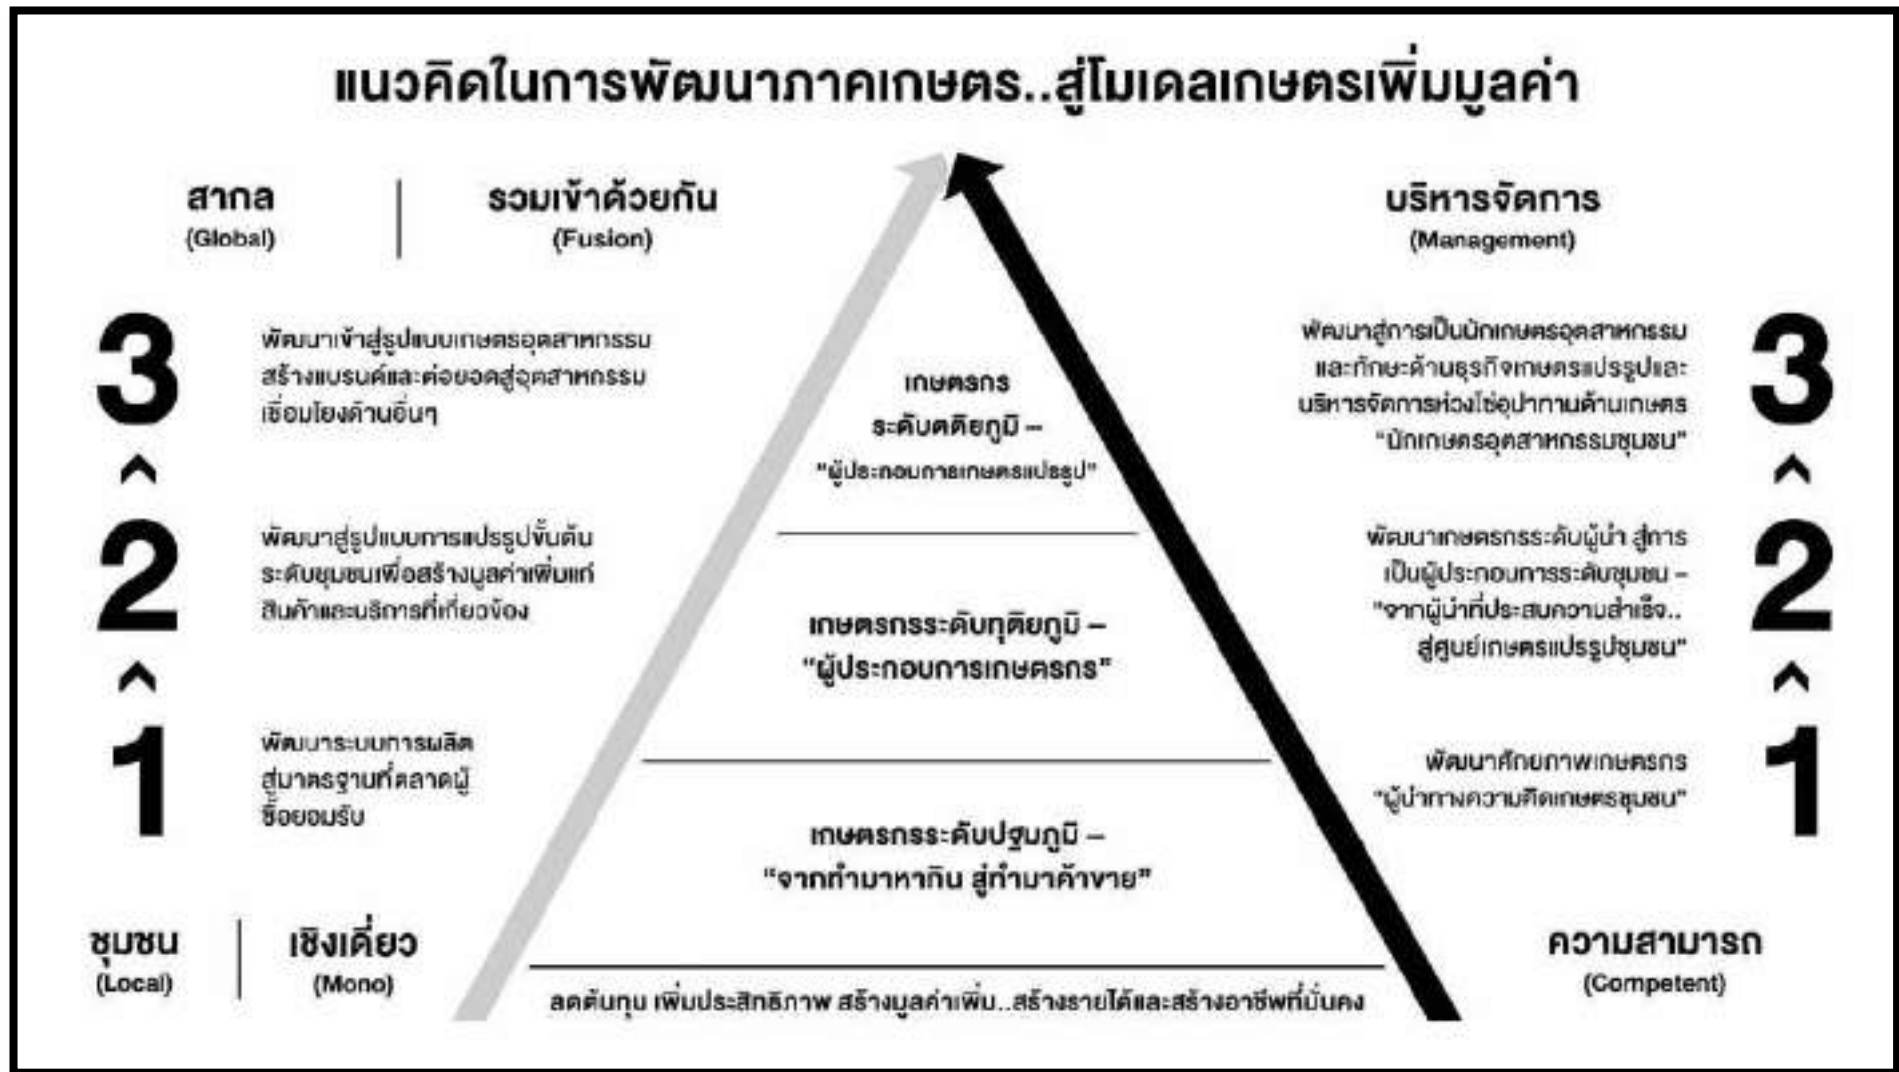 แนวคิดในการพัฒนาภาคเกษตร..สู่โมเดลเกษตรเพิ่มมูลค่า
สากล
(Global)
รวมเข้าด้วยกัน
(Fusion)
3
พัฒนาเข้าสู่รูปแบบเกษตรอุตสาหกรรม
สร้างแบรนด์และต่อยอดสู่อุตสาหกรรม
เชื่อมโยงด้านอื่นๆ
2
พัฒนาสู่รูปแบบการแปรรูปขั้นต้น
ระดับชุมชนเพื่อสร้างมูลค่าเพิ่มแก่
สินค้าและบริการที่เกี่ยวข้อง
1
พัฒนาระบบการผลิต
สู่มาตรฐานที่ตลาดผู้
ซื้อยอมรับ
ชุมชน
(Local)
เชิงเดี่ยว
(Mono)
เกษตรกร
ระดับตติยภูมิ –
"ผู้ประกอบการเกษตรแปรรูป"
เกษตรกรระดับทุติยภูมิ –
"ผู้ประกอบการเกษตรกร"
เกษตรกรระดับปฐมภูมิ –
"จากทำมาหากิน สู่ทำมาค้าขาย"
ลดต้นทุน เพิ่มประสิทธิภาพ สร้างมูลค่าเพิ่ม..สร้างรายได้และสร้างอาชีพที่มั่นคง
บริหารจัดการ
(Management)
พัฒนาสู่การเป็นนักเกษตรอุตสาหกรรม
และทักษะด้านธุรกิจเกษตรแปรรูปและ
บริหารจัดการห่วงโซ่อุปาทานด้านเกษตร
"นักเกษตรอุตสาหกรรมชุมชน"
3
พัฒนาเกษตรกรระดับผู้นำ สู่การ
เป็นผู้ประกอบการระดับชุมชน –
"จากผู้นำที่ประสบความสำเร็จ..
สู่ศูนย์เกษตรแปรรูปชุมชน"
2
พัฒนาศักยภาพเกษตรกร
"ผู้นำทางความคิดเกษตรชุมชน"
1
ความสามารถ
(Competent)